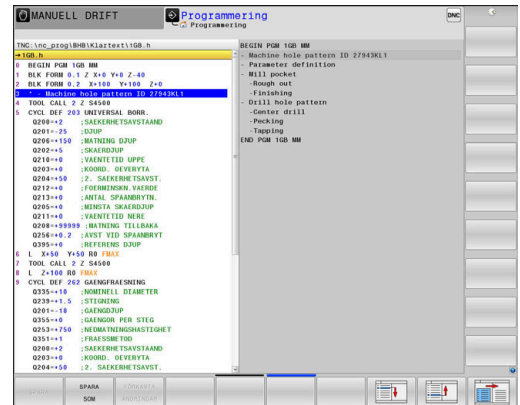 MANUELL DRIFT
Programmering
Programmering
DNC
TNC:\nc_prog\BHB\Klartext\1GB.h
→1GB.h
0 BEGIN PGM 1GB MM
1 BLK FORM 0.1 Z X+0 Y+0 Z-40
2 BLK FORM 0.2 X+100 Y+100 Z+0
3 * - Machine hole pattern ID 27943KL1
4 TOOL CALL 2 Z S4500
5 CYCL DEF 203 UNIVERSAL BORR.
Q200=+2 ;SAEKERHETSAVSTAAND
Q201=-25 ;DJUP
Q206=+150 ;MATNING DJUP
Q202=+5 ;SKAERDJUP
Q210=+0 ;VAENTETID UPPE
Q203=+0 ;KOORD. OEVERYTA
Q204=+50 ;2. SAEKERHETSAVST.
Q212=+0 ;FOERMINSKN.VAERDE
Q213=+0 ;ANTAL SPAANBRYTN.
Q205=+0 ;MINSTA SKAERDJUP
Q211=+0 ;VAENTETID NERE
Q208=+99999 ;MATNING TILLBAKA
Q256=+0.2 ;AVST VID SPAANBRYT
Q395=+0 ;REFERENS DJUP
6 L X+50 Y+50 R0 FMAX
7 TOOL CALL 2 Z S4500
8 L Z+100 R0 FMAX
9 CYCL DEF 262 GAENGFRAESNING
Q335=+10 ;NOMINELL DIAMETER
Q239=+1.5 ;STIGNING
Q201=-18 ;GAENGDJUP
Q355=+0 ;GAENGOR PER STEG
Q253=+750 ;NEDMATNINGSHASTIGHET
Q351=+1 ;FRAESSMETOD
Q200=+2 ;SAEKERHETSAVSTAAND
Q203=+0 ;KOORD. OEVERYTA
Q204=+50 ;2. SAEKERHETSAVST.
BEGIN PGM 1GB MM
- Machine hole pattern ID 27943KL1
- Parameter definition
- Mill pocket
-Rough out
-Finishing
- Drill hole pattern
-Center drill
-Pecking
-Tapping
END PGM 1GB MM
SPARA
SPARA
SOM